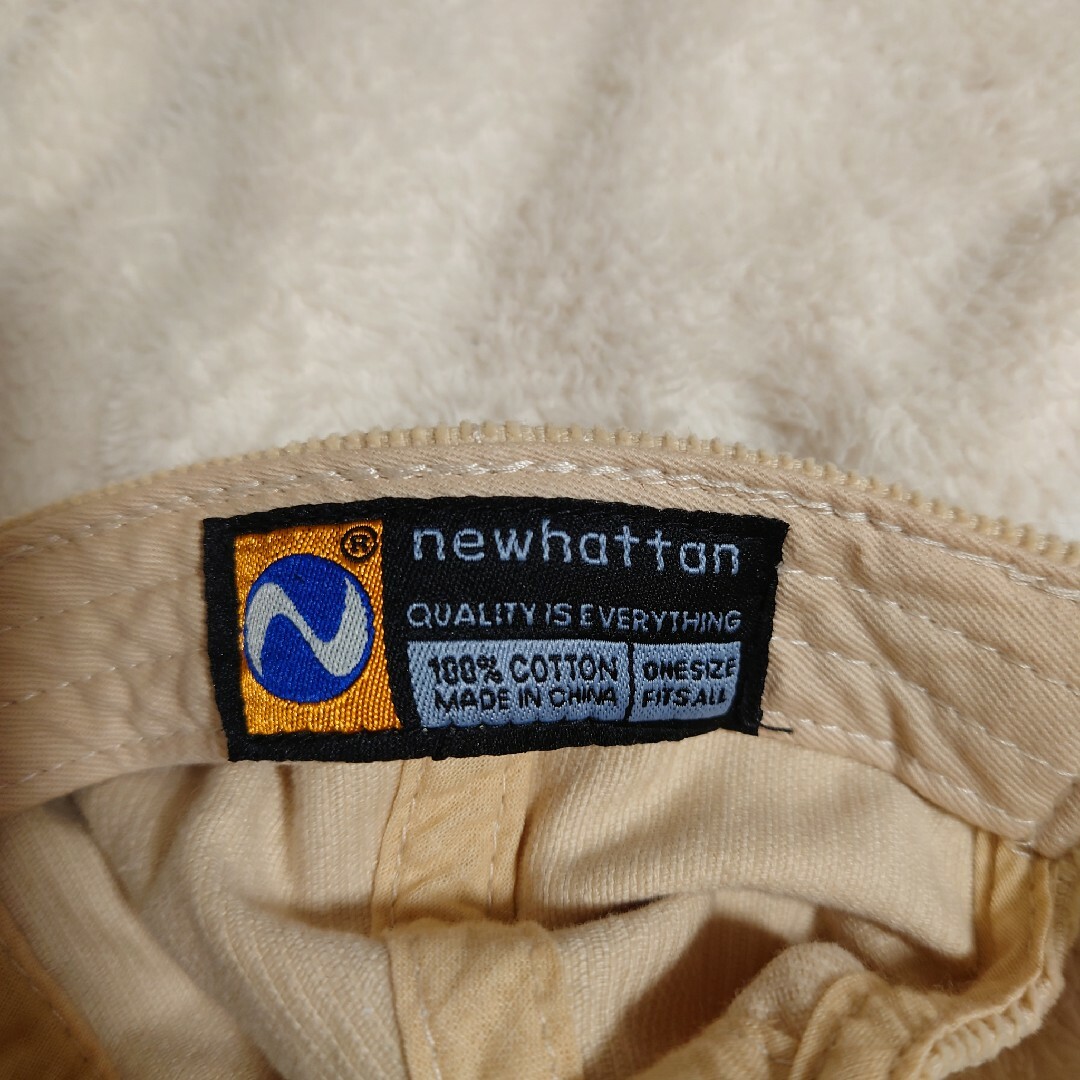 ®
newhattan
QUALITY IS EVERYTHING
100% COTTON
MADE IN CHINA
ONE SIZE
FITS ALL